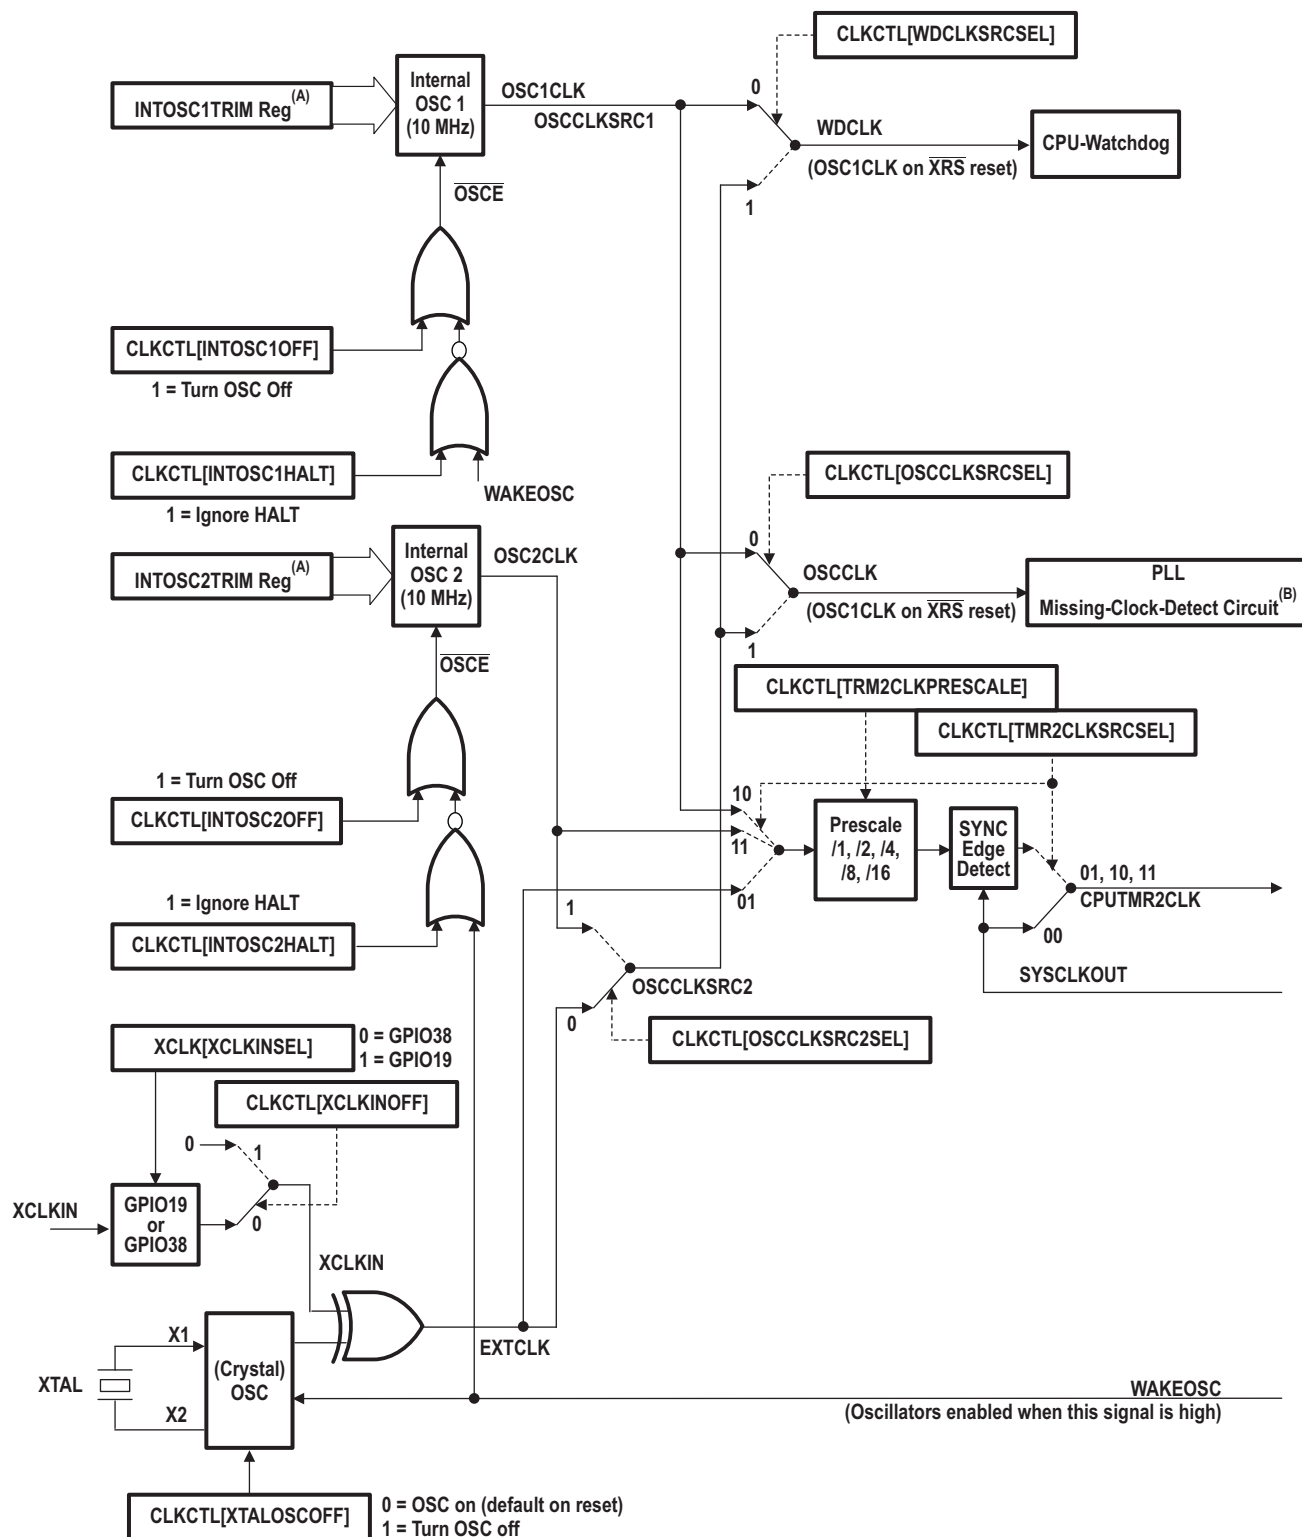 CLKCTL[WDCLKSRCSEL]
INTOSC1TRIM Reg(A)
Internal
OSC 1
(10 MHz)
OSC1CLK
OSCCLKSRC1
0
WDCLK
(OSC1CLK on XRS reset)
CPU-Watchdog
1
OSCE
CLKCTL[INTOSC1OFF]
1 = Turn OSC Off
CLKCTL[INTOSC1HALT]
1 = Ignore HALT
WAKEOSC
CLKCTL[OSCCLKSRCSEL]
INTOSC2TRIM Reg(A)
Internal
OSC 2
(10 MHz)
OSC2CLK
0
OSCCLK
(OSC1CLK on XRS reset)
PLL
Missing-Clock-Detect Circuit(B)
1
OSCE
CLKCTL[TRM2CLKPRESCALE]
CLKCTL[TMR2CLKSRCSEL]
1 = Turn OSC Off
CLKCTL[INTOSC2OFF]
10
11
01
Prescale
/1, /2, /4,
/8, /16
SYNC
Edge
Detect
01, 10, 11
CPUTMR2CLK
00
SYSCLKOUT
1 = Ignore HALT
CLKCTL[INTOSC2HALT]
1
OSCCLKSRC2
0
CLKCTL[OSCCLKSRC2SEL]
XCLK[XCLKINSEL]
0 = GPIO38
1 = GPIO19
CLKCTL[XCLKINOFF]
0
1
XCLKIN
GPIO19
or
GPIO38
0
XCLKIN
EXTCLK
XTAL
X1
X2
(Crystal)
OSC
WAKEOSC
(Oscillators enabled when this signal is high)
CLKCTL[XTALOSCOFF]
0 = OSC on (default on reset)
1 = Turn OSC off